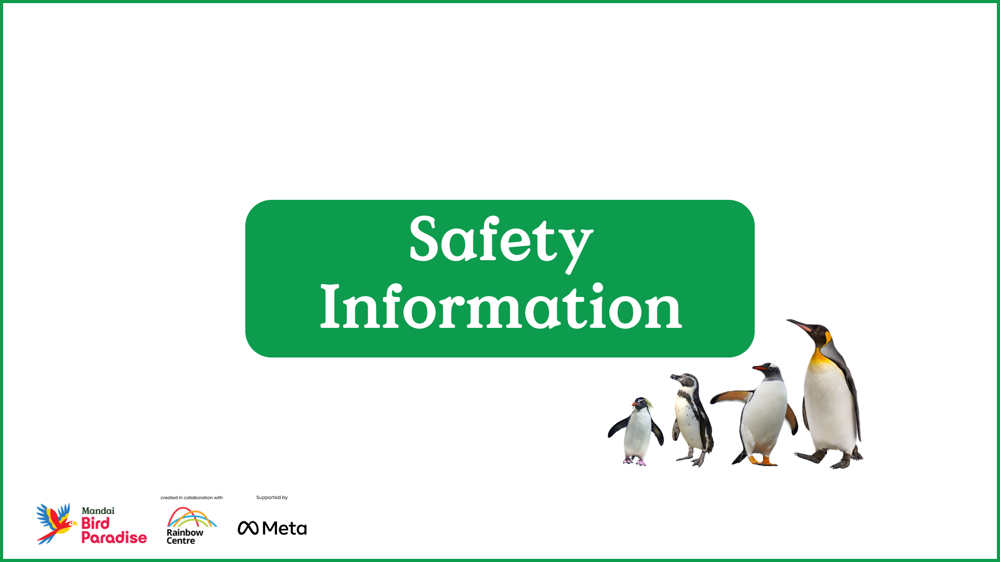 Safety
Information
created in collaboration with
Supported by
Mandai
Bird
Paradise
Rainbow
Centre
Meta